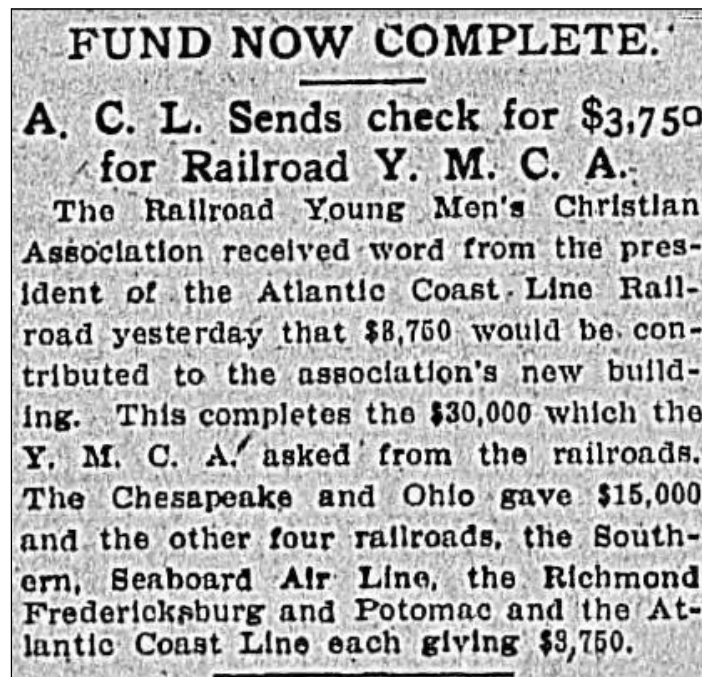 FUND NOW COMPLETE.
A. C. L. Sends check for $3,750
for Railroad Y. M. C. A.
The Railroad Young Men's Christian
Association received word from the pres-
ident of the Atlantic Coast Line Rail-
road yesterday that $3,750 would be con-
tributed to the association's new build-
ing. This completes the $30,000 which the
Y. M. C. A. asked from the railroads.
The Chesapeake and Ohio gave $15,000
and the other four railroads, the South-
ern, Seaboard Air Line, the Richmond
Fredericksburg and Potomac and the At-
lantic Coast Line each giving $3,750.